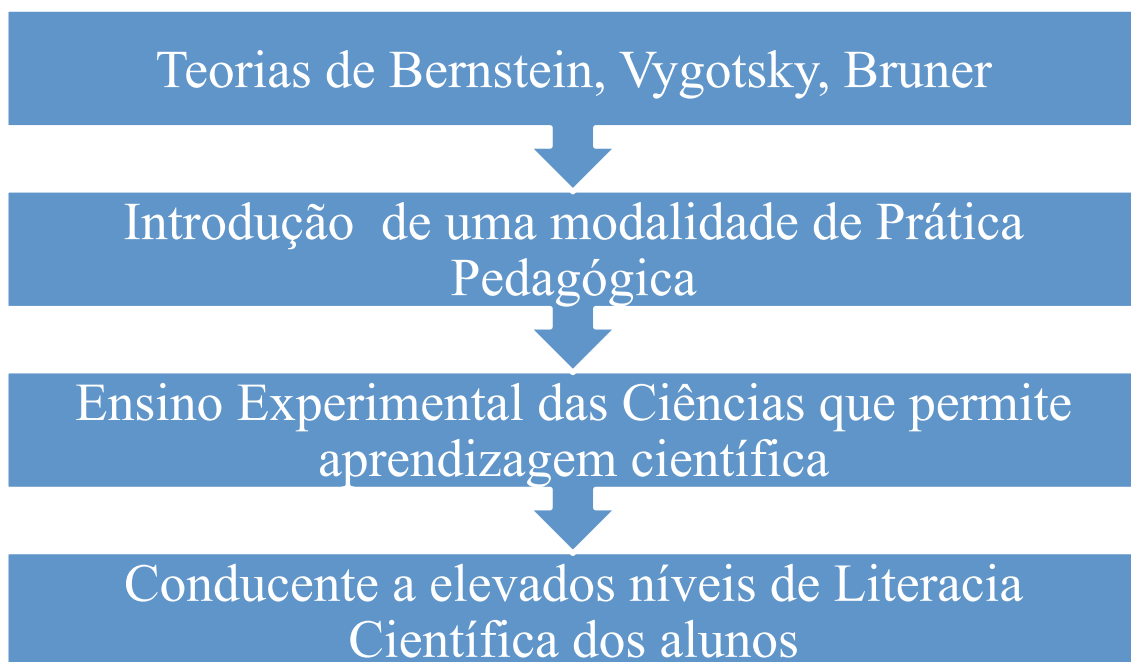 Teorias de Bernstein, Vygotsky, Bruner
Introdução  de uma modalidade de Prática
Pedagógica
Ensino Experimental das Ciências que permite
aprendizagem científica
Conducente a elevados níveis de Literacia
Científica dos alunos